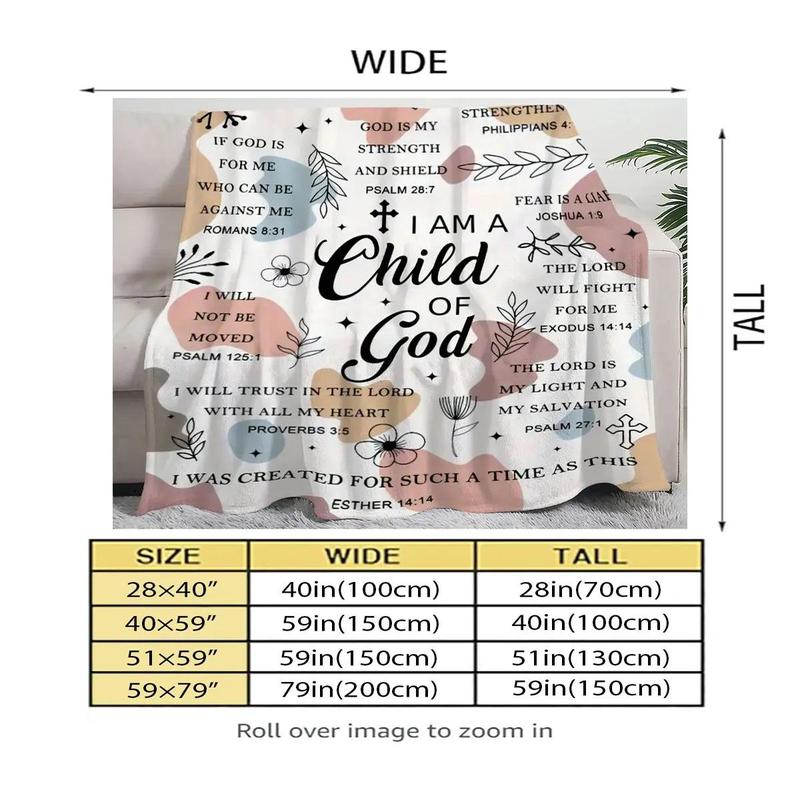 WIDE
STRENGTHEN
PHILIPPIANS 4:
IF GOD IS
FOR ME
WHO CAN BE
AGAINST ME
ROMANS 8:31
GOD IS MY
STRENGTH
AND SHIELD
PSALM 28:7
FEAR IS A
JOSHUA 1:9
I AM A
Child
OF
God
THE LORD
WILL FIGHT
FOR ME
EXODUS 14:14
I WILL
NOT BE
MOVED
PSALM 125:1
THE LORD IS
MY LIGHT AND
MY SALVATION
PSALM 27:1
I WILL TRUST IN THE LORD
WITH ALL MY HEART
PROVERBS 3:5
I WAS CREATED FOR SUCH A TIME AS THIS
ESTHER 14:14
TALL
SIZE WIDE TALL
28×40” 40in(100cm) 28in(70cm)
40×59” 59in(150cm) 40in(100cm)
51×59” 59in(150cm) 51in(130cm)
59×79” 79in(200cm) 59in(150cm)
Roll over image to zoom in